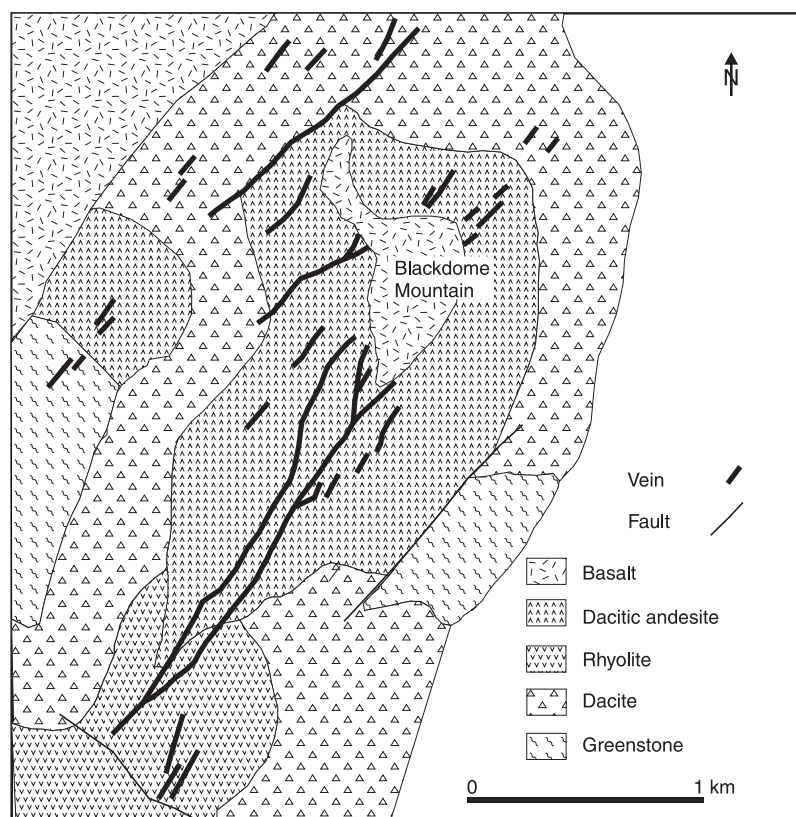 N
Blackdome
Mountain
Vein
Fault
Basalt
Dacitic andesite
Rhyolite
Dacite
Greenstone
0 1 km